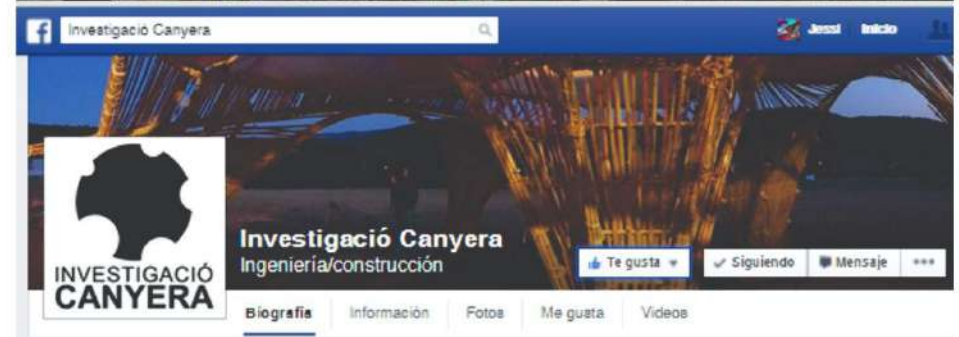 Investigació Canyera
Jessi Inicio
INVESTIGACIÓ
CANYERA
Investigació Canyera
Ingeniería/construcción
Te gusta
Siguiendo
Mensaje
Biografía Información Fotos Me gusta Videos